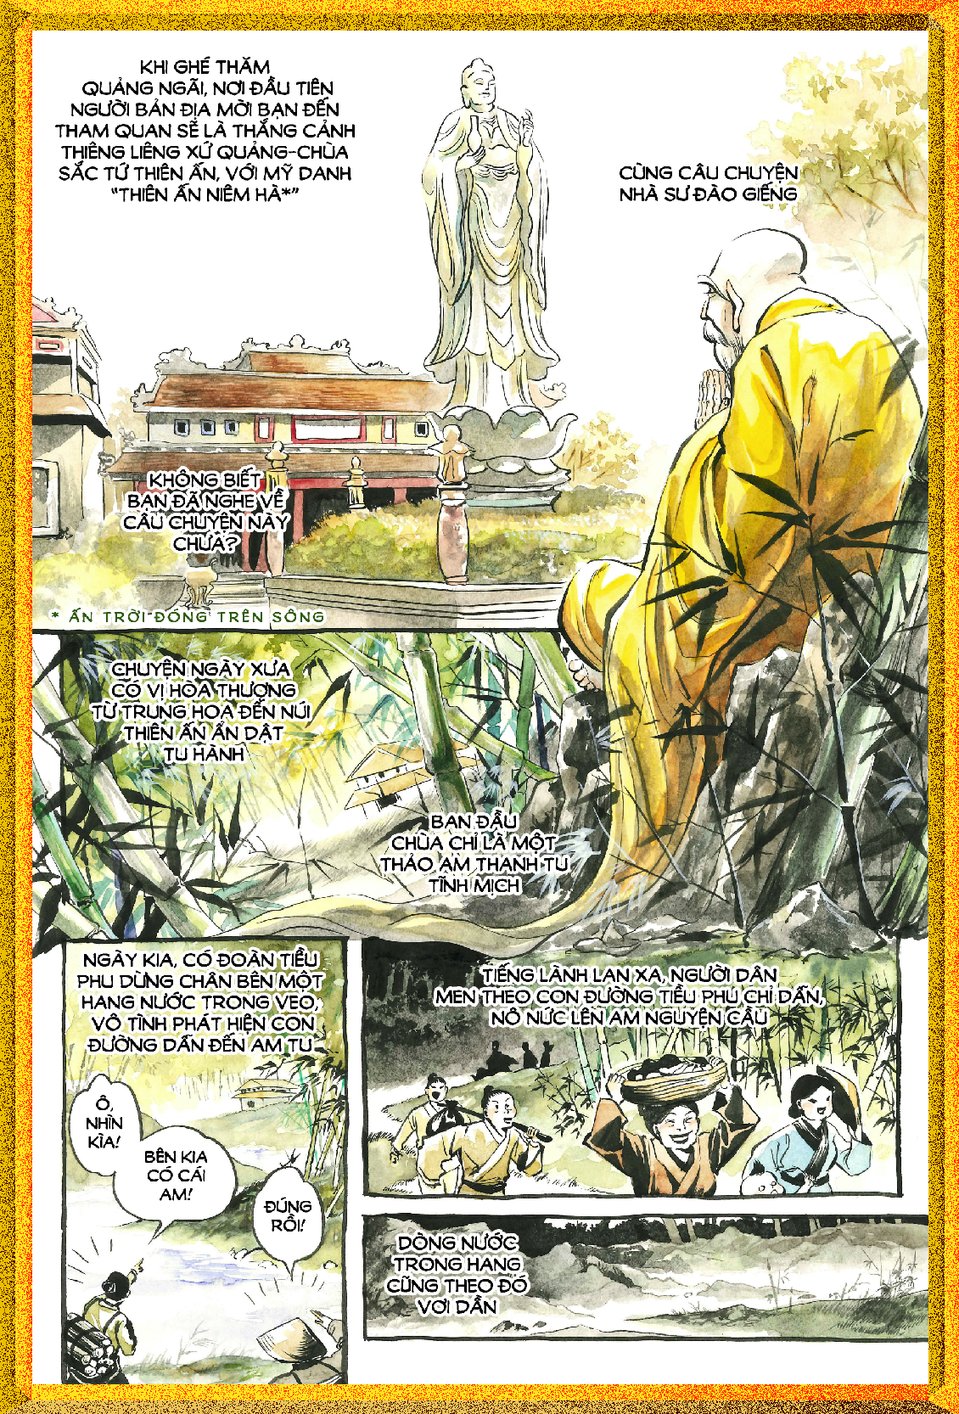 KHI GHÉ THĂM
QUẢNG NGÃI, NƠI ĐẦU TIÊN
NGƯỜI BẢN ĐỊA MỜI BẠN ĐẾN
THAM QUAN SẼ LÀ THẮNG CẢNH
THIÊNG LIÊNG XỨ QUẢNG-CHÙA
SẮC TỨ THIÊN ẤN, VỚI MỸ DANH
“THIÊN ẤN NIÊM HÀ*”
CÙNG CÂU CHUYỆN
NHÀ SƯ ĐÀO GIẾNG
KHÔNG BIẾT
BẠN ĐÃ NGHE VỀ
CÂU CHUYỆN NÀY
CHƯA?
* ẤN TRỜI ĐÓNG TRÊN SÔNG
CHUYỆN NGÀY XƯA
CÓ VỊ HÒA THƯỢNG
TỪ TRUNG HOA ĐẾN NÚI
THIÊN ẤN ẨN DẬT
TU HÀNH
BAN ĐẦU
CHÙA CHỈ LÀ MỘT
THẢO AM THANH TU
TĨNH MỊCH
NGÀY KIA, CÓ ĐOÀN TIỀU
PHU DỪNG CHÂN BÊN MỘT
HANG NƯỚC TRONG VEO,
VÔ TÌNH PHÁT HIỆN CON
ĐƯỜNG DẪN ĐẾN AM TU
Ồ,
NHÌN
KÌA!
BÊN KIA
CÓ CÁI
AM!
ĐÚNG
RỒI!
TIẾNG LÀNH LAN XA, NGƯỜI DÂN
MEN THEO CON ĐƯỜNG TIỀU PHU CHỈ DẪN,
NÔ NỨC LÊN AM NGUYỆN CẦU
DÒNG NƯỚC
TRONG HANG
CŨNG THEO ĐÓ
VƠI DẦN